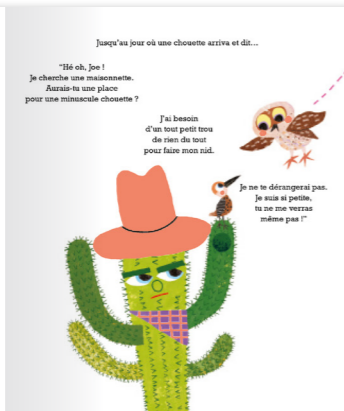 Jusqu'au jour où une chouette arriva et dit...
"Hé oh, Joe !
Je cherche une maisonnette.
Aurais-tu une place
pour une minuscule chouette ?
J'ai besoin
d'un tout petit trou
de rien du tout
pour faire mon nid.
Je ne te dérangerai pas.
Je suis si petite,
tu ne me verras
même pas !"